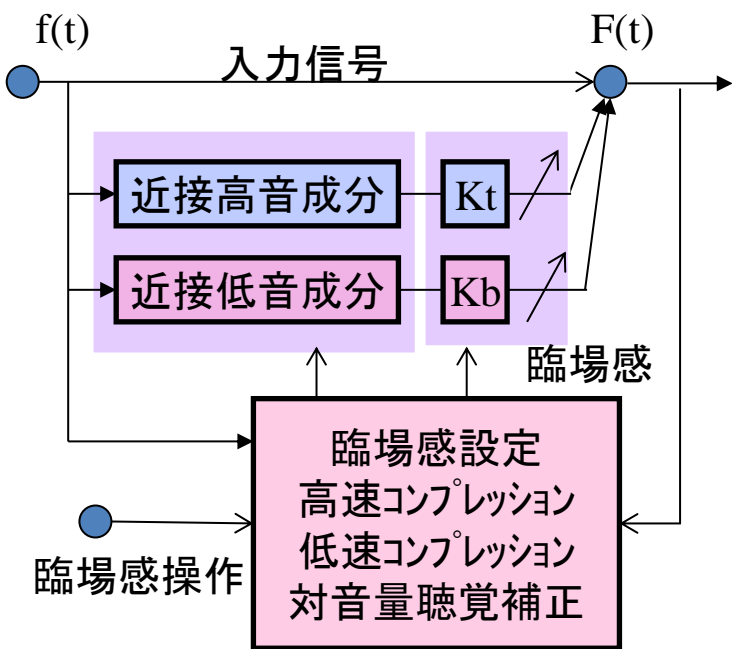 f(t)
F(t)
入力信号
近接高音成分
Kt
近接低音成分
Kb
臨場感
臨場感設定
高速ｺﾝﾌﾟﾚｯｼｮﾝ
低速ｺﾝﾌﾟﾚｯｼｮﾝ
対音量聴覚補正
臨場感操作